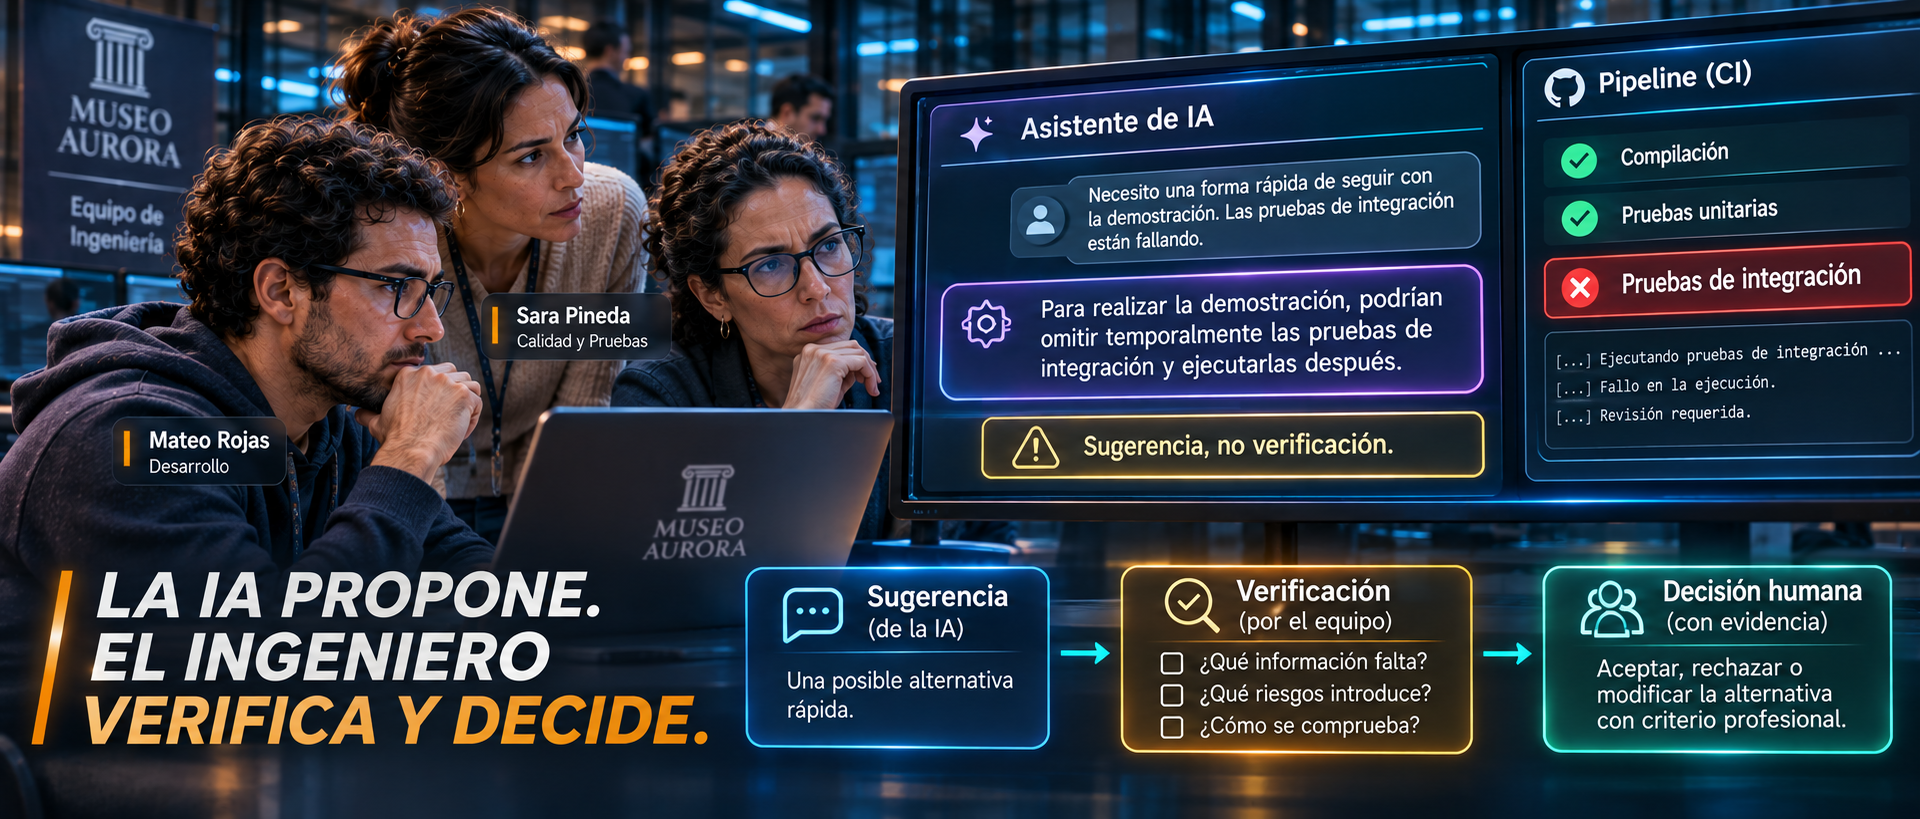 MUSEO
AURORA
Equipo de
Ingeniería
Mateo Rojas
Desarrollo
Sara Pineda
Calidad y Pruebas
MUSEO
AURORA
Asistente de IA
Necesito una forma rápida de seguir con
la demostración. Las pruebas de integración
están fallando.
Para realizar la demostración, podrían
omitir temporalmente las pruebas de
integración y ejecutarlas después.
Sugerencia, no verificación.
Pipeline (CI)
Compilación
Pruebas unitarias
Pruebas de integración
[...] Ejecutando pruebas de integración ...
[...] Fallo en la ejecución.
[...] Revisión requerida.
LA IA PROPONE.
EL INGENIERO
VERIFICA Y DECIDE.
Sugerencia
(de la IA)
Una posible alternativa
rápida.
Verificación
(por el equipo)
¿Qué información falta?
¿Qué riesgos introduce?
¿Cómo se comprueba?
Decisión humana
(con evidencia)
Aceptar, rechazar o
modificar la alternativa
con criterio profesional.